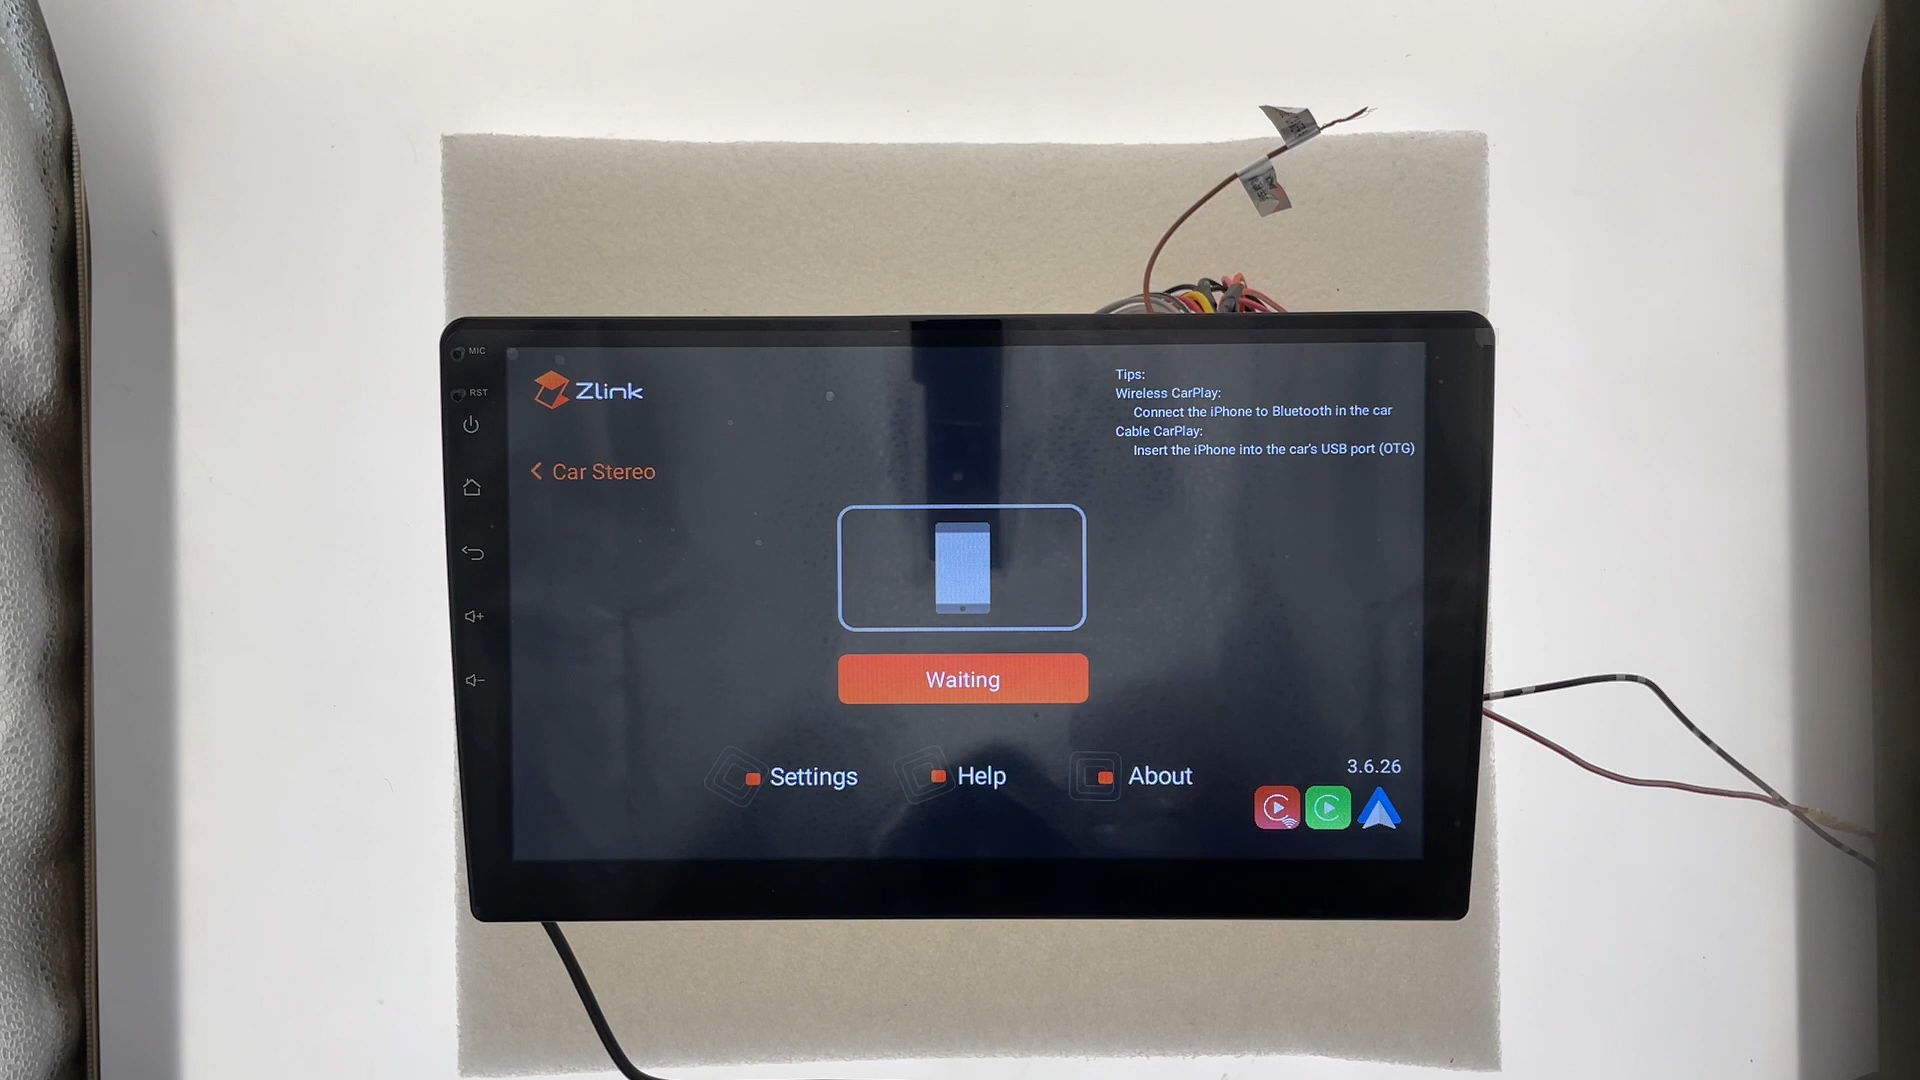 MIC
RST
Zlink
Car Stereo
Tips:
Wireless CarPlay:
Connect the iPhone to Bluetooth in the car
Cable CarPlay:
Insert the iPhone into the car's USB port (OTG)
Waiting
Settings
Help
About
3.6.26